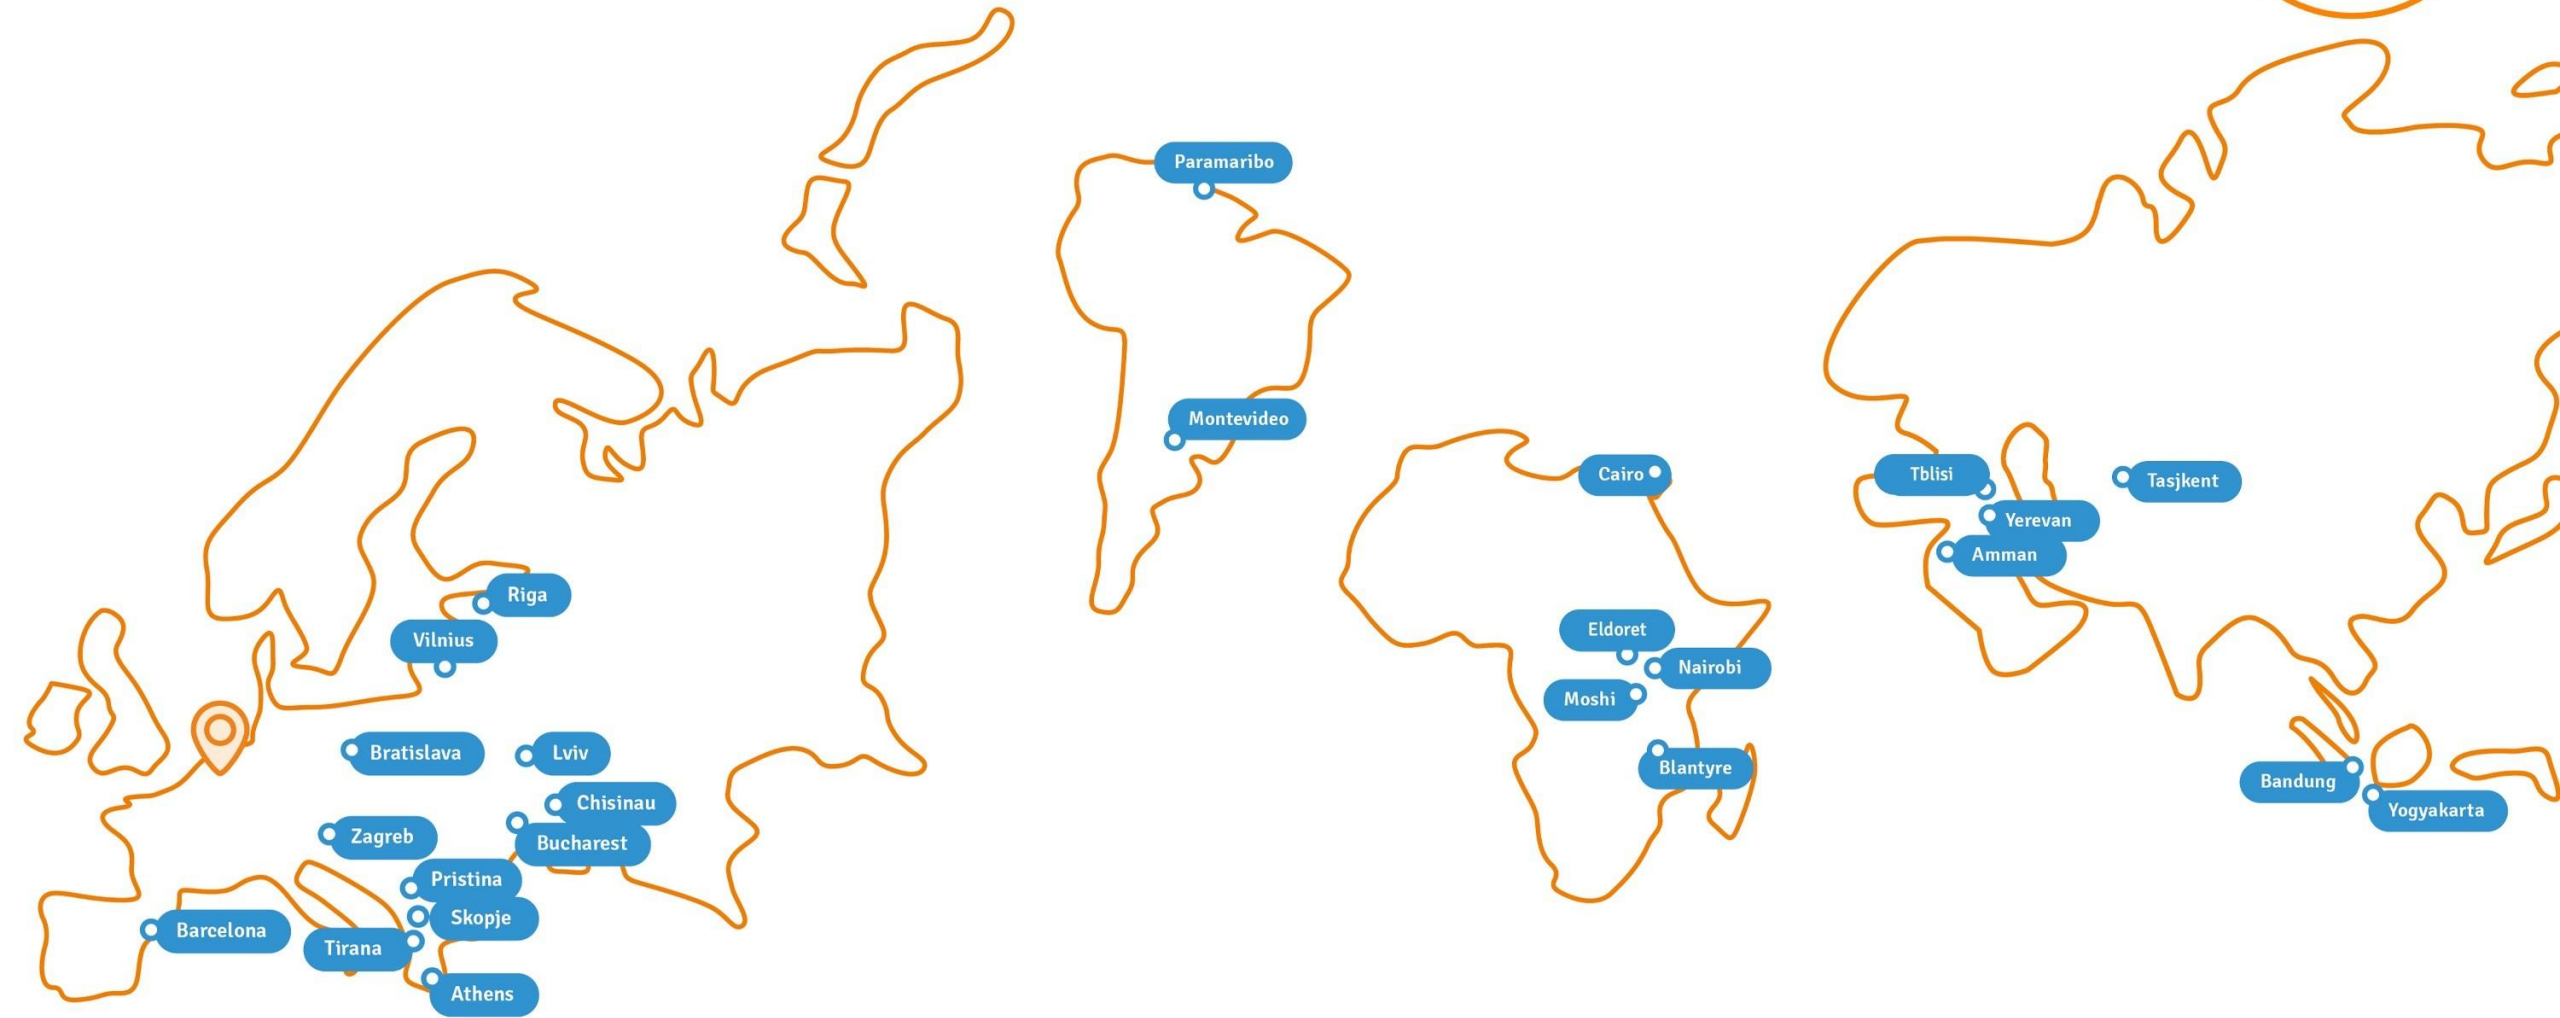 Riga
Vilnius
Bratislava
Lviv
Chisinau
Zagreb
Bucharest
Pristina
Skopje
Barcelona
Tirana
Athens
Paramaribo
Montevideo
Cairo
Eldoret
Nairobi
Moshi
Blantyre
Tblisi
Tasjkent
Yerevan
Amman
Bandung
Yogyakarta